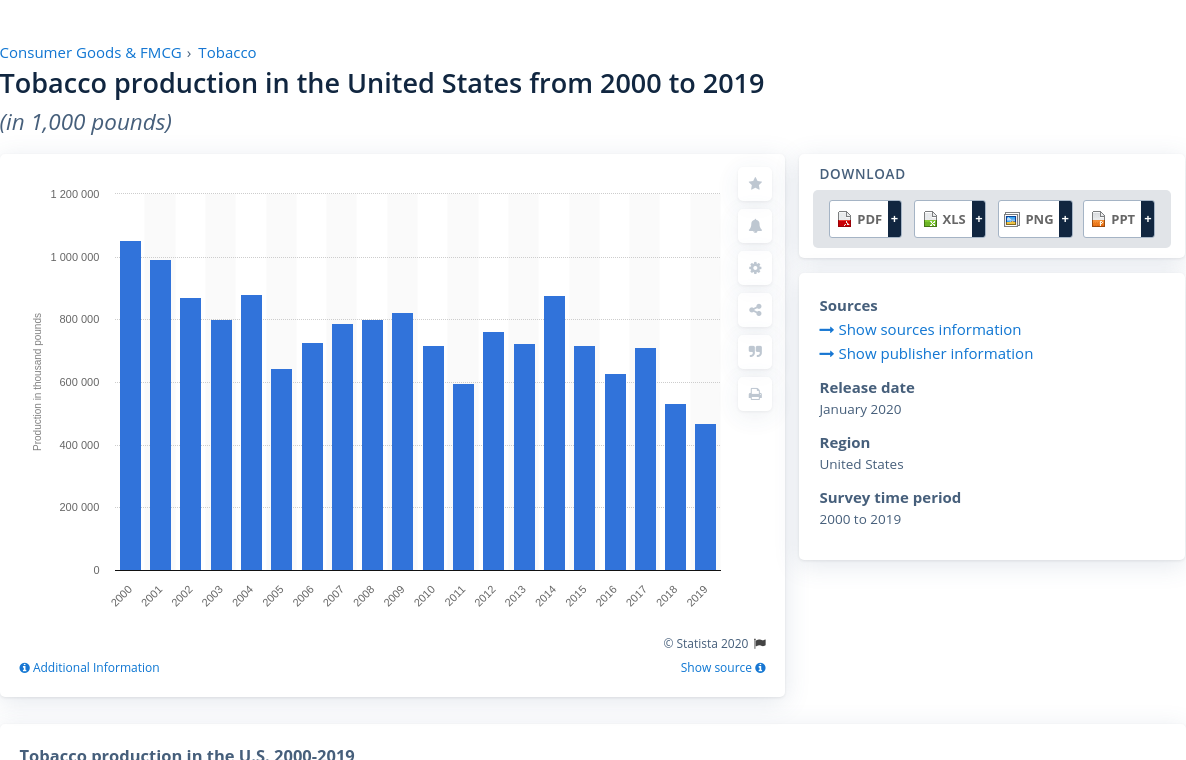 Consumer Goods & FMCG › Tobacco
Tobacco production in the United States from 2000 to 2019
(in 1,000 pounds)
Production in thousand pounds
1 200 000
1 000 000
800 000
600 000
400 000
200 000
0
2000 2001 2002 2003 2004 2005 2006 2007 2008 2009 2010 2011 2012 2013 2014 2015 2016 2017 2018 2019
© Statista 2020
Additional Information
Show source
DOWNLOAD
PDF + XLS + PNG + PPT +
Sources
Show sources information
Show publisher information
Release date
January 2020
Region
United States
Survey time period
2000 to 2019
Tobacco production in the U.S. 2000-2019